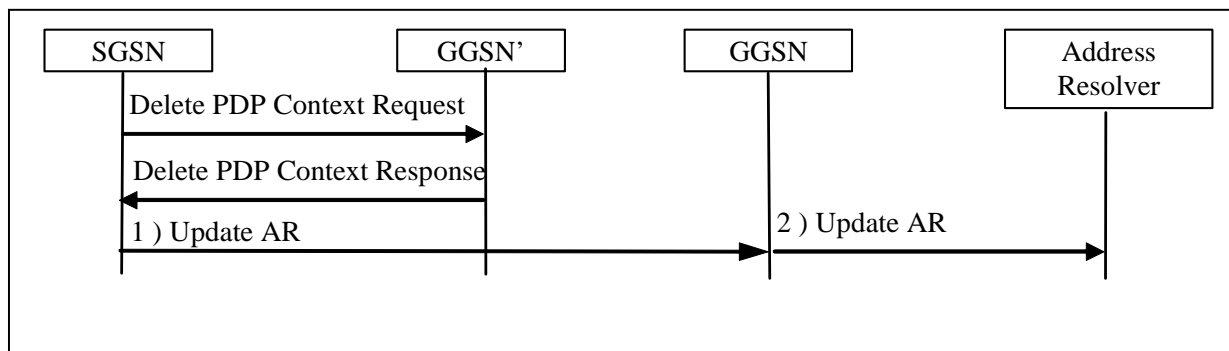 SGSN
GGSN’
GGSN
Address
Resolver
Delete PDP Context Request
Delete PDP Context Response
1 ) Update AR
2 ) Update AR